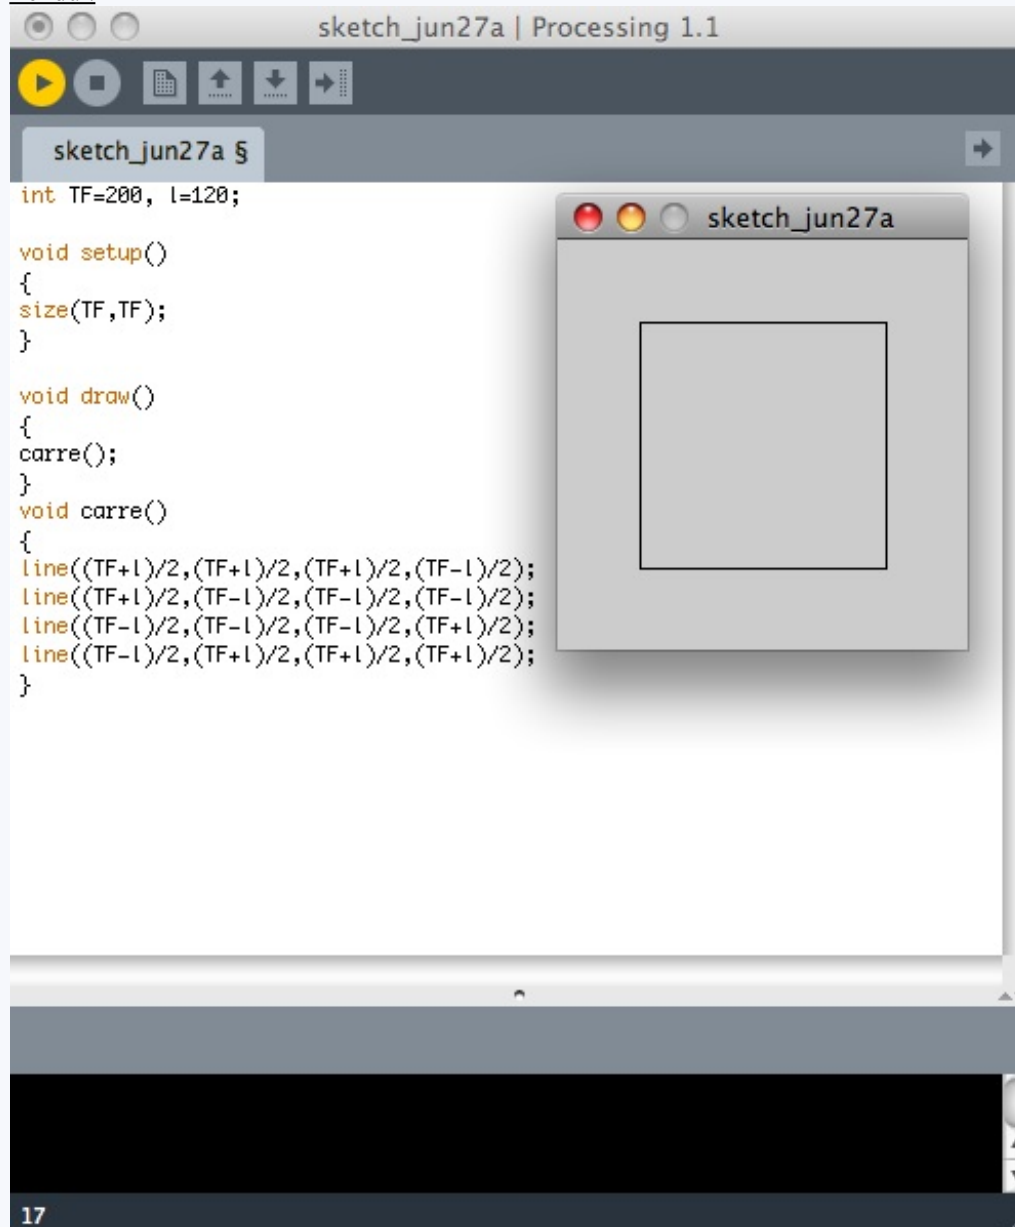 sketch_jun27a | Processing 1.1
sketch_jun27a §
int TF=200, l=120;
void setup()
{
size(TF,TF);
}
void draw()
{
carre();
}
void carre()
{
line((TF+l)/2,(TF+l)/2,(TF+l)/2,(TF-l)/2);
line((TF+l)/2,(TF-l)/2,(TF-l)/2,(TF-l)/2);
line((TF-l)/2,(TF-l)/2,(TF-l)/2,(TF+l)/2);
line((TF-l)/2,(TF+l)/2,(TF+l)/2,(TF+l)/2);
}
sketch_jun27a
17